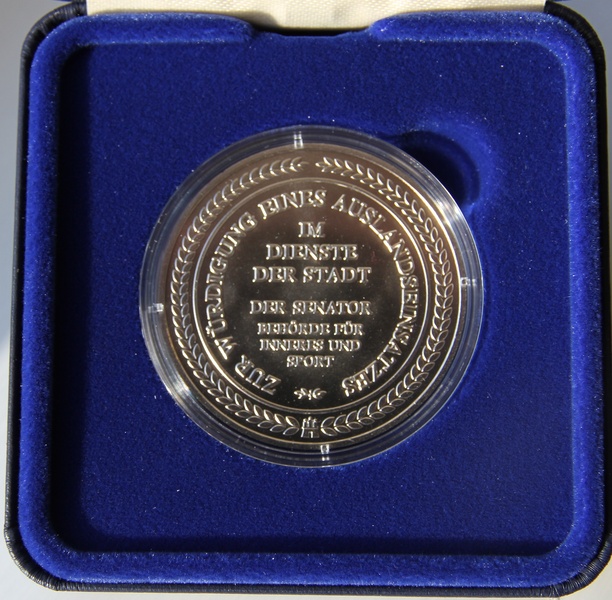 ZUR WÜRDIGUNG EINES AUSLANDSEINSATZES
IM
DIENSTE
DER STADT
DER SENATOR
BEHÖRDE FÜR
INNERES UND
SPORT